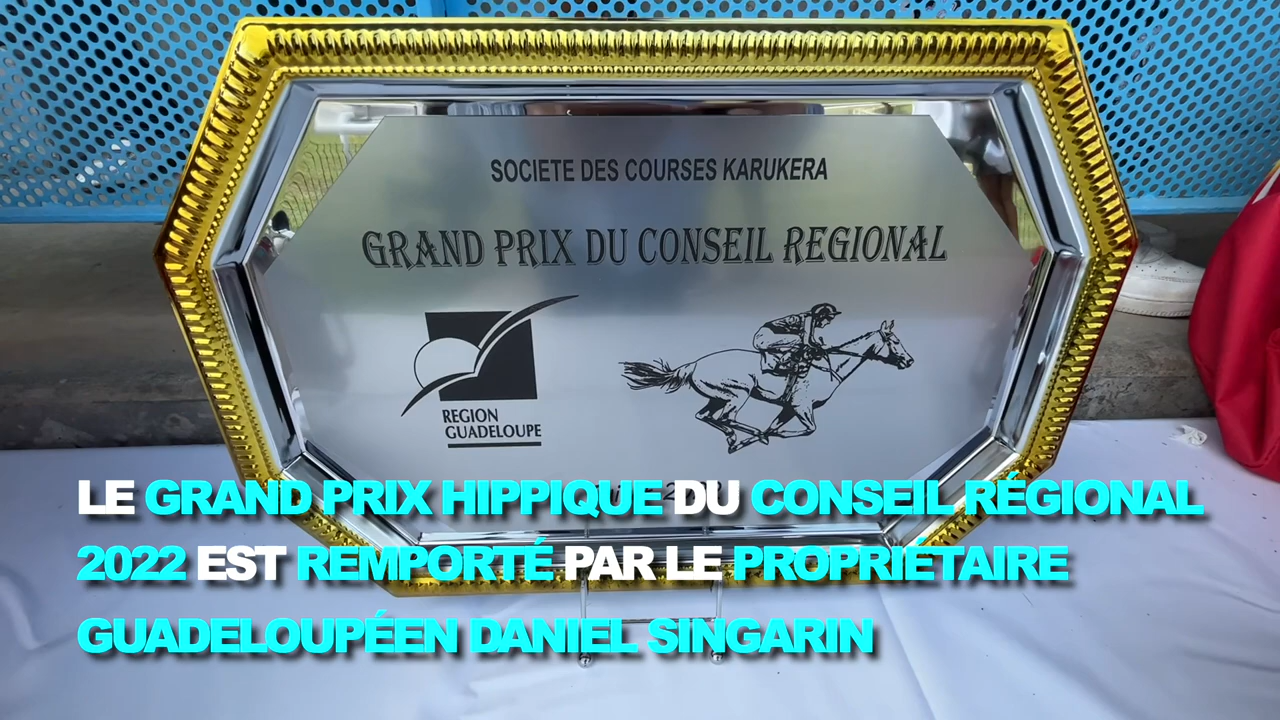 SOCIETE DES COURSES KARUKERA
GRAND PRIX DU CONSEIL REGIONAL
REGION
GUADELOUPE
LE GRAND PRIX HIPPIQUE DU CONSEIL RÉGIONAL
2022 EST REMPORTÉ PAR LE PROPRIÉTAIRE
GUADELOUPÉEN DANIEL SINGARIN